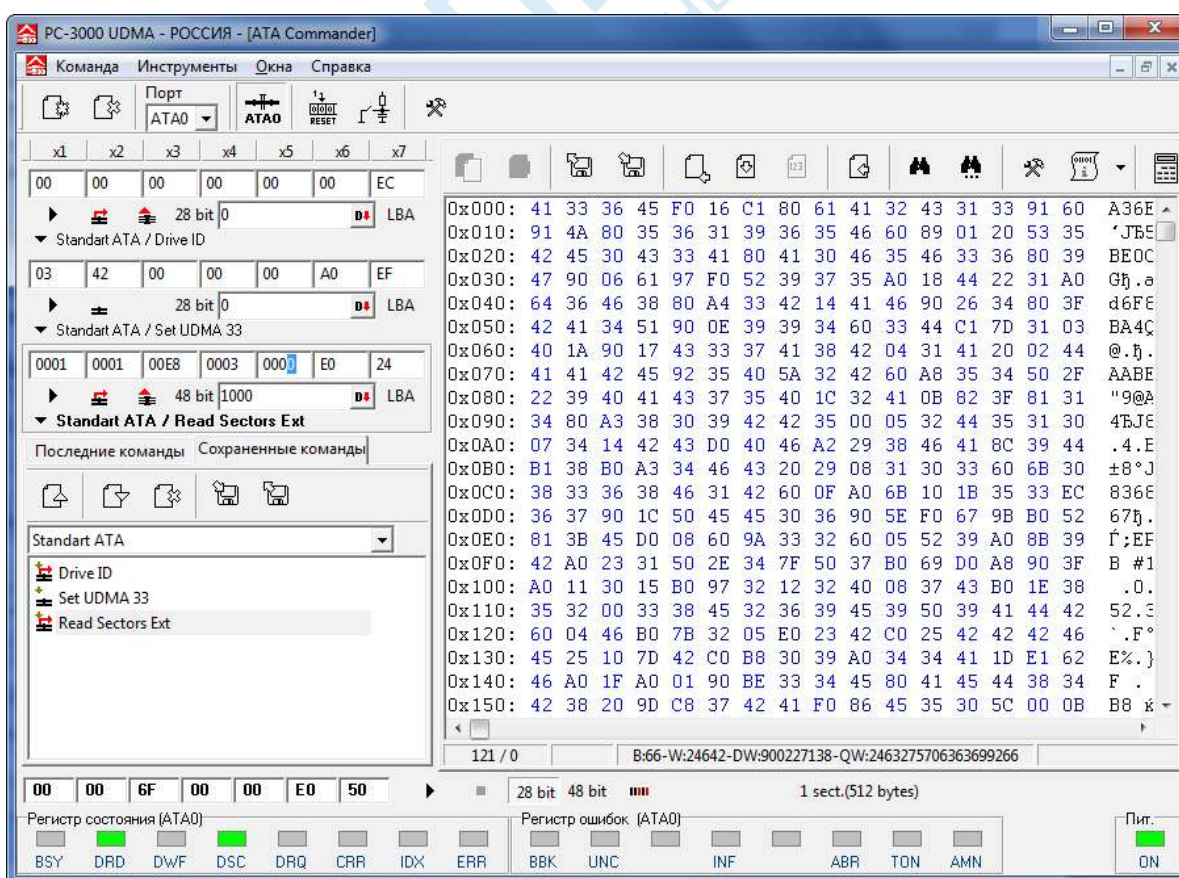 PC-3000 UDMA - РОССИЯ - [ATA Commander]
Команда Инструменты Окна Справка
Порт
ATA0 ATA0 RESET
x1 x2 x3 x4 x5 x6 x7
00 00 00 00 00 00 EC
28 bit 0 LBA
Standart ATA / Drive ID
03 42 00 00 00 A0 EF
28 bit 0 LBA
Standart ATA / Set UDMA 33
0001 0001 00E8 0003 0000 E0 24
48 bit 1000 LBA
Standart ATA / Read Sectors Ext
Последние команды Сохраненные команды
Standart ATA
Drive ID
Set UDMA 33
Read Sectors Ext
123
0x000: 41 33 36 45 F0 16 C1 80 61 41 32 43 31 33 91 60 A36E
0x010: 91 4A 80 35 36 31 39 36 35 46 60 89 01 20 53 35 ‘JЂ5
0x020: 42 45 30 43 33 41 80 41 30 46 35 46 33 36 80 39 BE0C
0x030: 47 90 06 61 97 F0 52 39 37 35 A0 18 44 22 31 A0 Gђ.a
0x040: 64 36 46 38 80 A4 33 42 14 41 46 90 26 34 80 3F d6F8
0x050: 42 41 34 51 90 0E 39 39 34 60 33 44 C1 7D 31 03 BA4Q
0x060: 40 1A 90 17 43 33 37 41 38 42 04 31 41 20 02 44 @.ђ.
0x070: 41 41 42 45 92 35 40 5A 32 42 60 A8 35 34 50 2F AABE
0x080: 22 39 40 41 43 37 35 40 1C 32 41 0B 82 3F 81 31 "9@A
0x090: 34 80 A3 38 30 39 42 42 35 00 05 32 44 35 31 30 4ЂJ8
0x0A0: 07 34 14 42 43 D0 40 46 A2 29 38 46 41 8C 39 44 .4.B
0x0B0: B1 38 B0 A3 34 46 43 20 29 08 31 30 33 60 6B 30 ±8°J
0x0C0: 38 33 36 38 46 31 42 60 0F A0 6B 10 1B 35 33 EC 8368
0x0D0: 36 37 90 1C 50 45 45 30 36 90 5E F0 67 9B B0 52 67ђ.
0x0E0: 81 3B 45 D0 08 60 9A 33 32 60 05 52 39 A0 8B 39 Ѓ;EР
0x0F0: 42 A0 23 31 50 2E 34 7F 50 37 B0 69 D0 A8 90 3F B #1
0x100: A0 11 30 15 B0 97 32 12 32 40 08 37 43 B0 1E 38 .0.
0x110: 35 32 00 33 38 45 32 36 39 45 39 50 39 41 44 42 52.3
0x120: 60 04 46 B0 7B 32 05 E0 23 42 C0 25 42 42 42 46 `.F°
0x130: 45 25 10 7D 42 C0 B8 30 39 A0 34 34 41 1D E1 62 E%.}
0x140: 46 A0 1F A0 01 90 BE 33 34 45 80 41 45 44 38 34 F .
0x150: 42 38 20 9D C8 37 42 41 F0 86 45 35 30 5C 00 0B B8 ќ
121 / 0 B:66-W:24642-DW:900227138-QW:2463275706363699266
00 00 6F 00 00 E0 50 28 bit 48 bit 1 sect.(512 bytes)
Регистр состояния (ATA0) Регистр ошибок (ATA0) Пит.
BSY DRD DWF DSC DRQ CRR IDX ERR BBK UNC INF ABR TON AMN ON